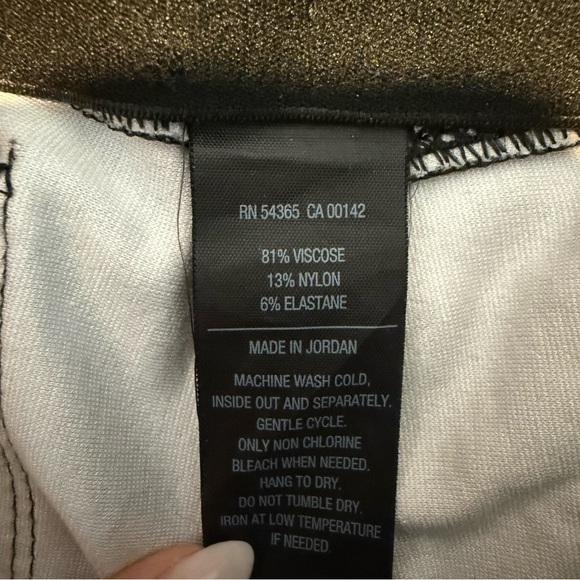 RN 54365 CA 00142
81% VISCOSE
13% NYLON
6% ELASTANE
MADE IN JORDAN
MACHINE WASH COLD,
INSIDE OUT AND SEPARATELY.
GENTLE CYCLE.
ONLY NON CHLORINE
BLEACH WHEN NEEDED.
HANG TO DRY.
DO NOT TUMBLE DRY.
IRON AT LOW TEMPERATURE
IF NEEDED.